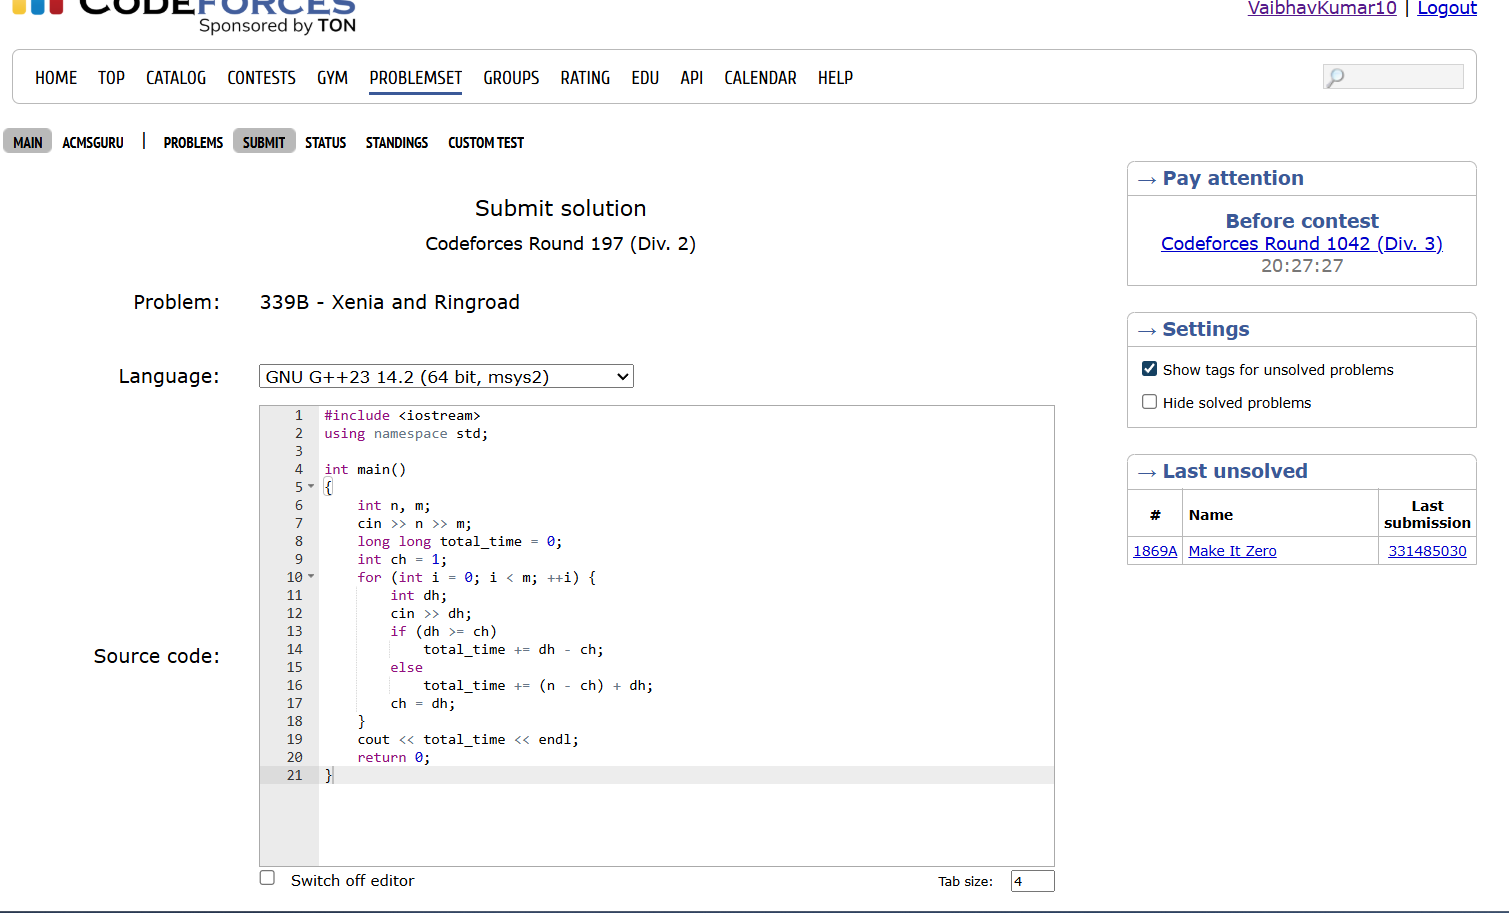 CODEFORCES
Sponsored by TON
VaibhavKumar10 | Logout
HOME TOP CATALOG CONTESTS GYM PROBLEMSET GROUPS RATING EDU API CALENDAR HELP
MAIN ACMSGURU | PROBLEMS SUBMIT STATUS STANDINGS CUSTOM TEST
Submit solution
Codeforces Round 197 (Div. 2)
Problem: 339B - Xenia and Ringroad
Language: GNU G++23 14.2 (64 bit, msys2)
Source code:
1 #include <iostream>
2 using namespace std;
3
4 int main()
5 {
6     int n, m;
7     cin >> n >> m;
8     long long total_time = 0;
9     int ch = 1;
10     for (int i = 0; i < m; ++i) {
11         int dh;
12         cin >> dh;
13         if (dh >= ch)
14             total_time += dh - ch;
15         else
16             total_time += (n - ch) + dh;
17         ch = dh;
18     }
19     cout << total_time << endl;
20     return 0;
21 }
Switch off editor
Tab size: 4
→ Pay attention
Before contest
Codeforces Round 1042 (Div. 3)
20:27:27
→ Settings
Show tags for unsolved problems
Hide solved problems
→ Last unsolved
# Name Last submission
1869A Make It Zero 331485030